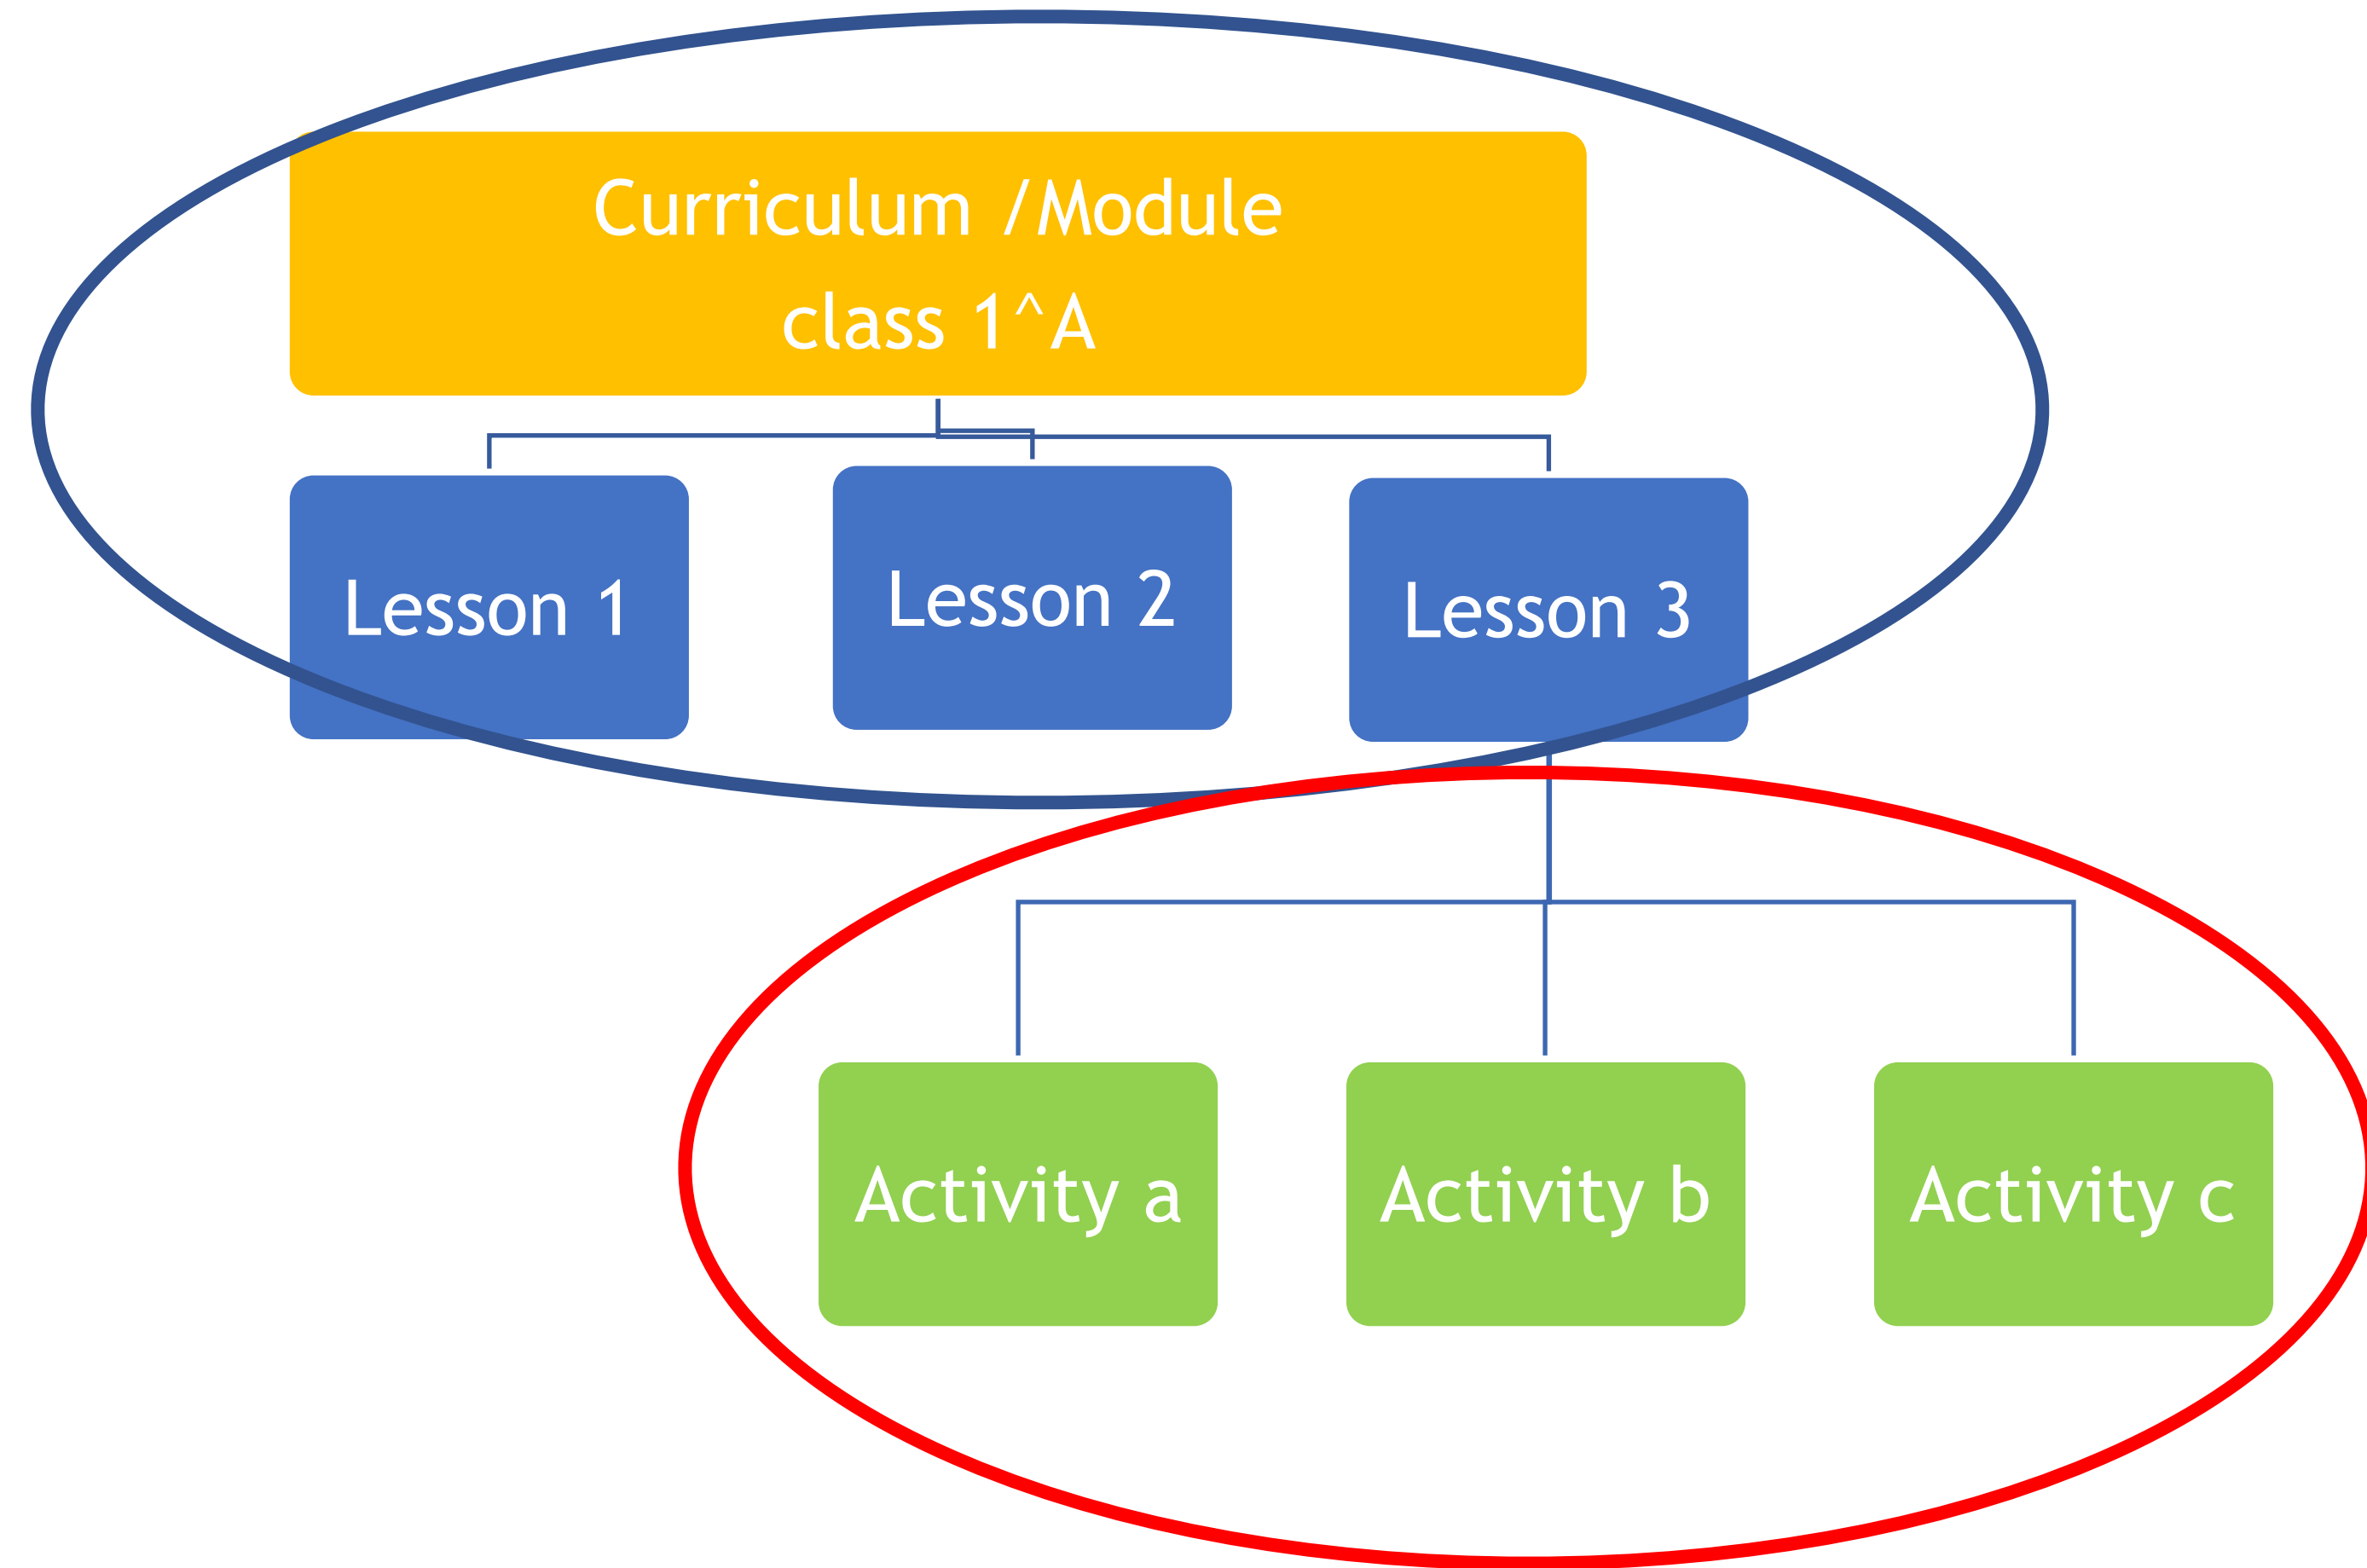 Curriculum /Module
class 1^A
Lesson 1
Lesson 2
Lesson 3
Activity a
Activity b
Activity c